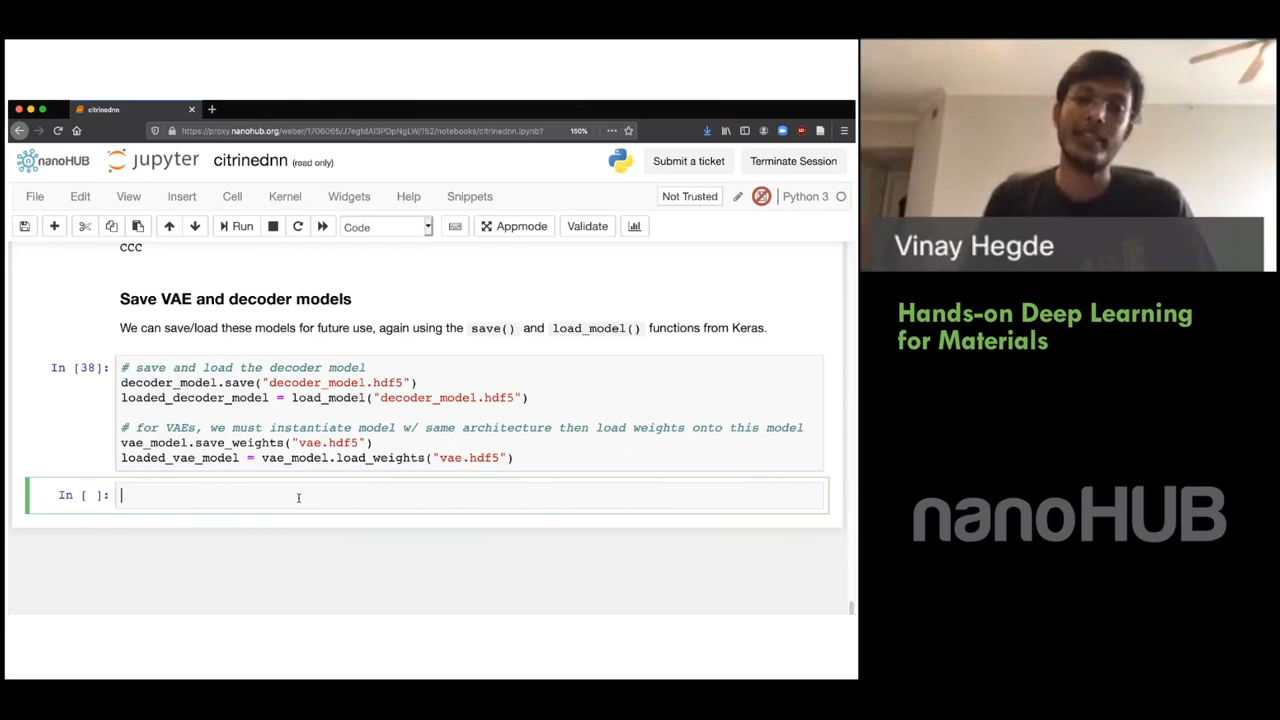 citrinednn
https://proxy.nanohub.org/weber/1706065/J7egtdAI3PDpNgLW/152/notebooks/citrinednn.ipynb?
150%
nanoHUB
jupyter
citrinednn (read only)
Submit a ticket
Terminate Session
File Edit View Insert Cell Kernel Widgets Help Snippets
Not Trusted
Python 3
Run
Code
Appmode
Validate
CCC
Save VAE and decoder models
We can save/load these models for future use, again using the save() and load_model() functions from Keras.
In [38]:
# save and load the decoder model
decoder_model.save("decoder_model.hdf5")
loaded_decoder_model = load_model("decoder_model.hdf5")
# for VAEs, we must instantiate model w/ same architecture then load weights onto this model
vae_model.save_weights("vae.hdf5")
loaded_vae_model = vae_model.load_weights("vae.hdf5")
In [ ]:
Vinay Hegde
Hands-on Deep Learning
for Materials
nanoHUB